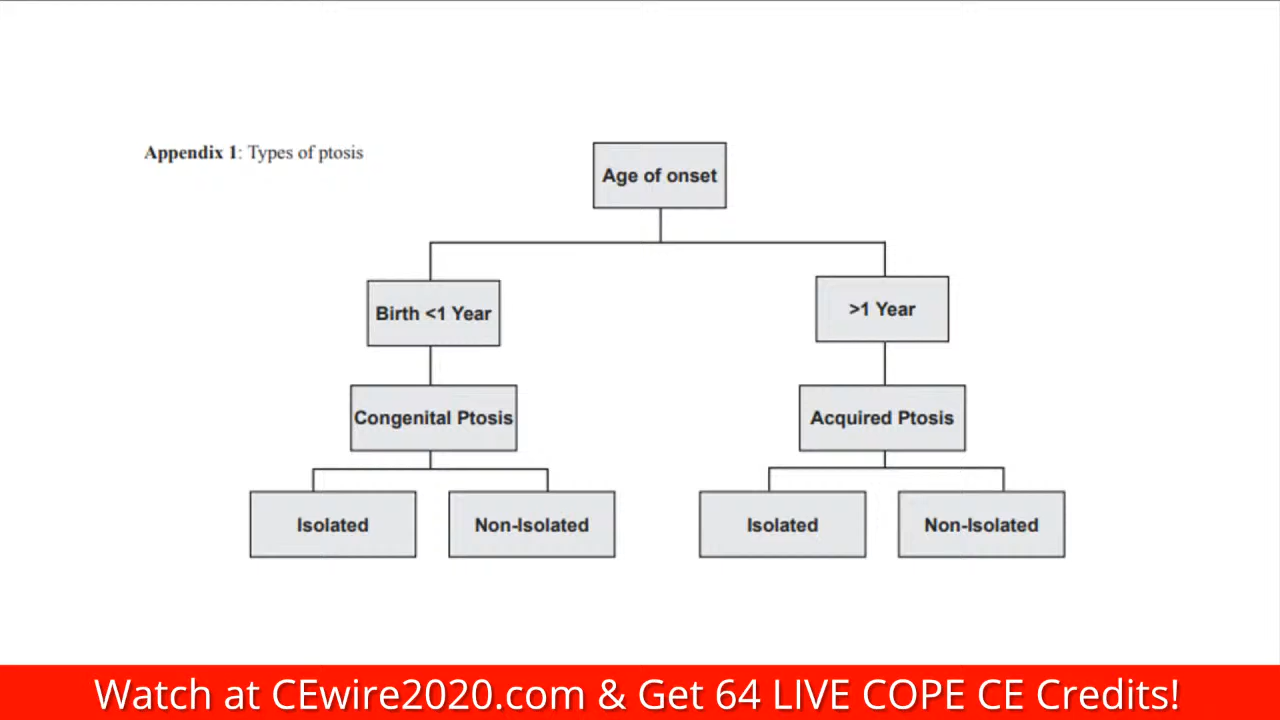 Appendix 1: Types of ptosis
Age of onset
Birth <1 Year
>1 Year
Congenital Ptosis
Acquired Ptosis
Isolated
Non-Isolated
Isolated
Non-Isolated
Watch at CEwire2020.com & Get 64 LIVE COPE CE Credits!